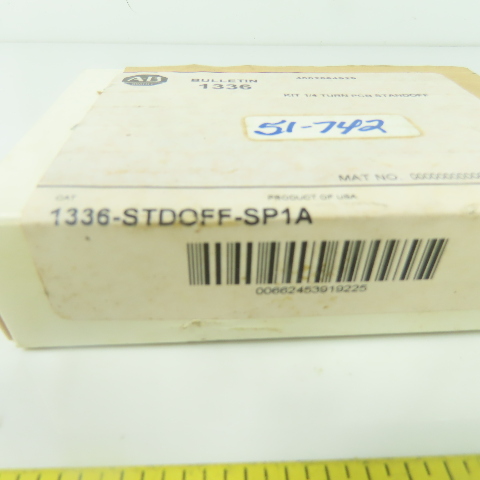 AB
BULLETIN
1336
KIT 1/4 TURN PCB STANDOFF
51-742
MAT NO
CAT
PRODUCT OF USA
1336-STDOFF-SP1A
00662453919225